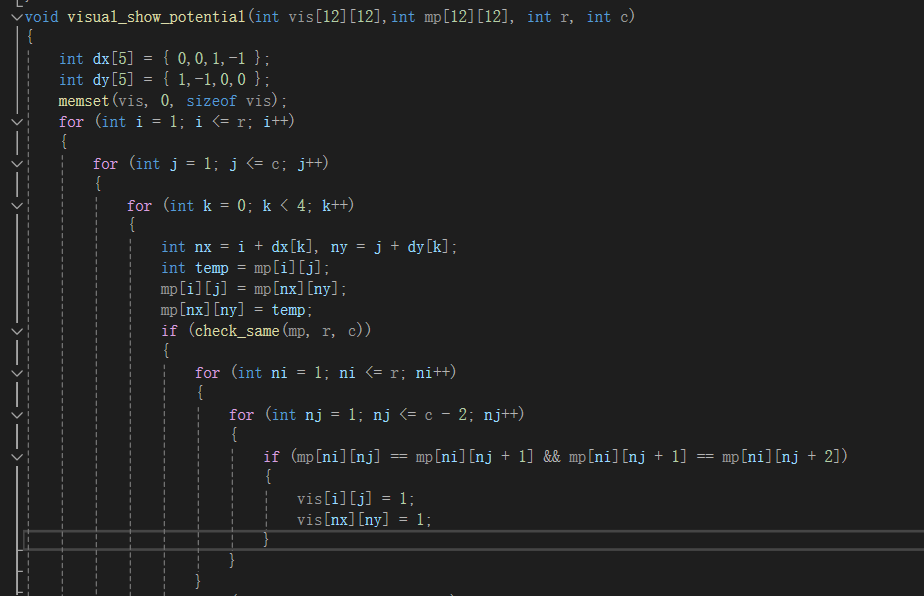 void visual_show_potential(int vis[12][12],int mp[12][12], int r, int c)
{
    int dx[5] = { 0,0,1,-1 };
    int dy[5] = { 1,-1,0,0 };
    memset(vis, 0, sizeof vis);
    for (int i = 1; i <= r; i++)
    {
        for (int j = 1; j <= c; j++)
        {
            for (int k = 0; k < 4; k++)
            {
                int nx = i + dx[k], ny = j + dy[k];
                int temp = mp[i][j];
                mp[i][j] = mp[nx][ny];
                mp[nx][ny] = temp;
                if (check_same(mp, r, c))
                {
                    for (int ni = 1; ni <= r; ni++)
                    {
                        for (int nj = 1; nj <= c - 2; nj++)
                        {
                            if (mp[ni][nj] == mp[ni][nj + 1] && mp[ni][nj + 1] == mp[ni][nj + 2])
                            {
                                vis[i][j] = 1;
                                vis[nx][ny] = 1;
                            }
                        }
                    }